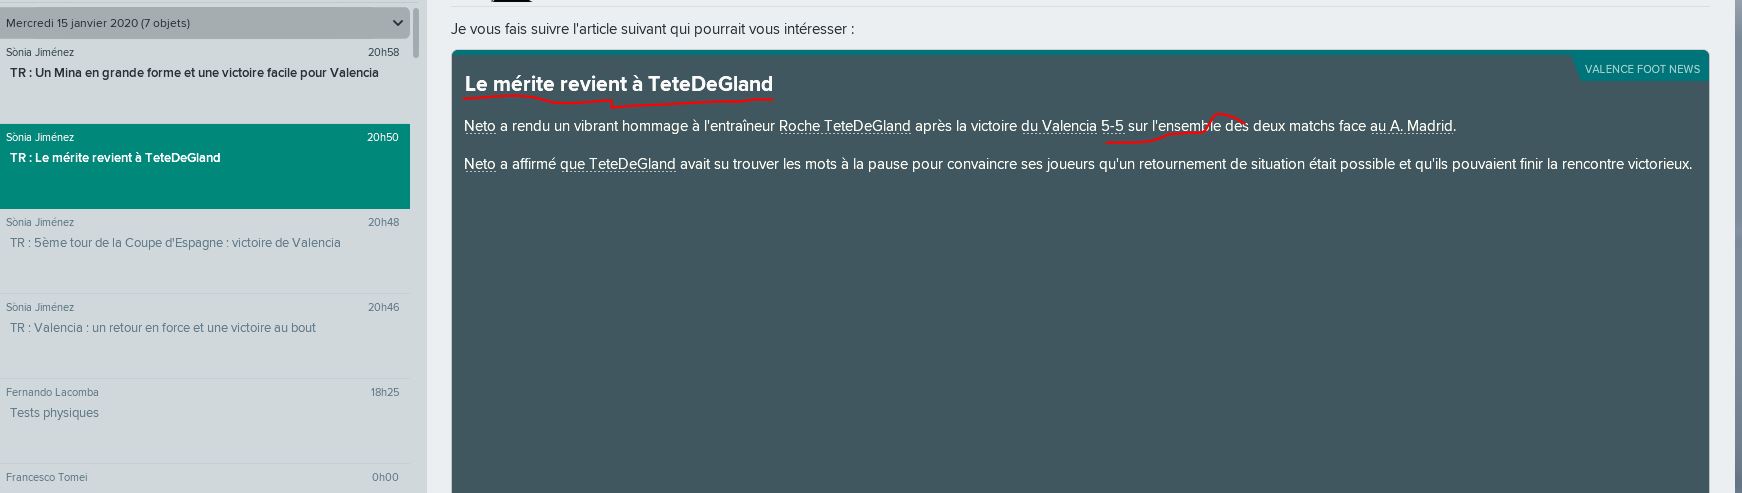 Mercredi 15 janvier 2020 (7 objets)
Sònia Jiménez 20h58
TR : Un Mina en grande forme et une victoire facile pour Valencia
Sònia Jiménez 20h50
TR : Le mérite revient à TeteDeGland
Sònia Jiménez 20h48
TR : 5ème tour de la Coupe d'Espagne : victoire de Valencia
Sònia Jiménez 20h46
TR : Valencia : un retour en force et une victoire au bout
Fernando Lacomba 18h25
Tests physiques
Francesco Tomei 0h00
Je vous fais suivre l'article suivant qui pourrait vous intéresser :
VALENCE FOOT NEWS
Le mérite revient à TeteDeGland
Neto a rendu un vibrant hommage à l'entraîneur Roche TeteDeGland après la victoire du Valencia 5-5 sur l'ensemble des deux matchs face au A. Madrid.
Neto a affirmé que TeteDeGland avait su trouver les mots à la pause pour convaincre ses joueurs qu'un retournement de situation était possible et qu'ils pouvaient finir la rencontre victorieux.